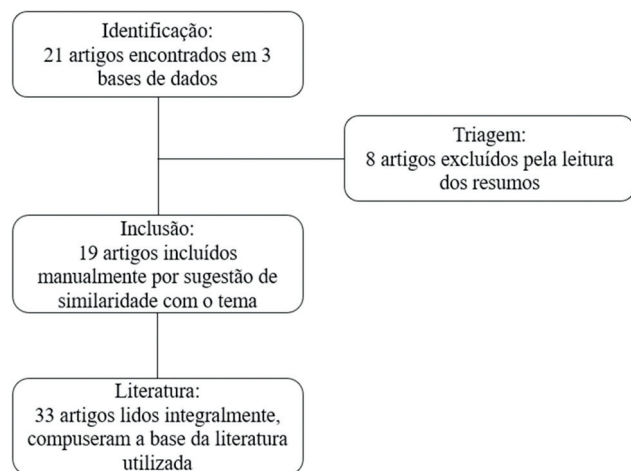 Identificação:
21 artigos encontrados em 3
bases de dados
Triagem:
8 artigos excluídos pela leitura
dos resumos
Inclusão:
19 artigos incluídos
manualmente por sugestão de
similaridade com o tema
Literatura:
33 artigos lidos integralmente,
compuseram a base da literatura
utilizada